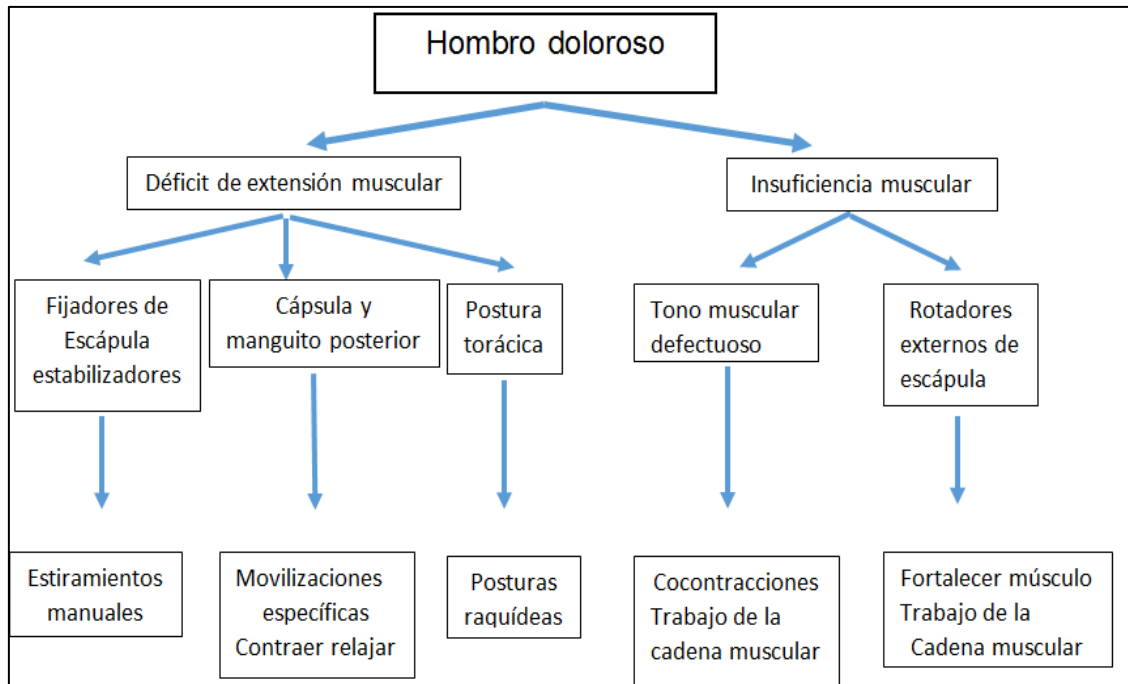 Hombro doloroso
Déficit de extensión muscular
Insuficiencia muscular
Fijadores de
Escápula
estabilizadores
Cápsula y
manguito posterior
Postura
torácica
Tono muscular
defectuoso
Rotadores
externos de
escápula
Estiramientos
manuales
Movilizaciones
específicas
Contraer relajar
Posturas
raquídeas
Cocontracciones
Trabajo de la
cadena muscular
Fortalecer músculo
Trabajo de la
Cadena muscular